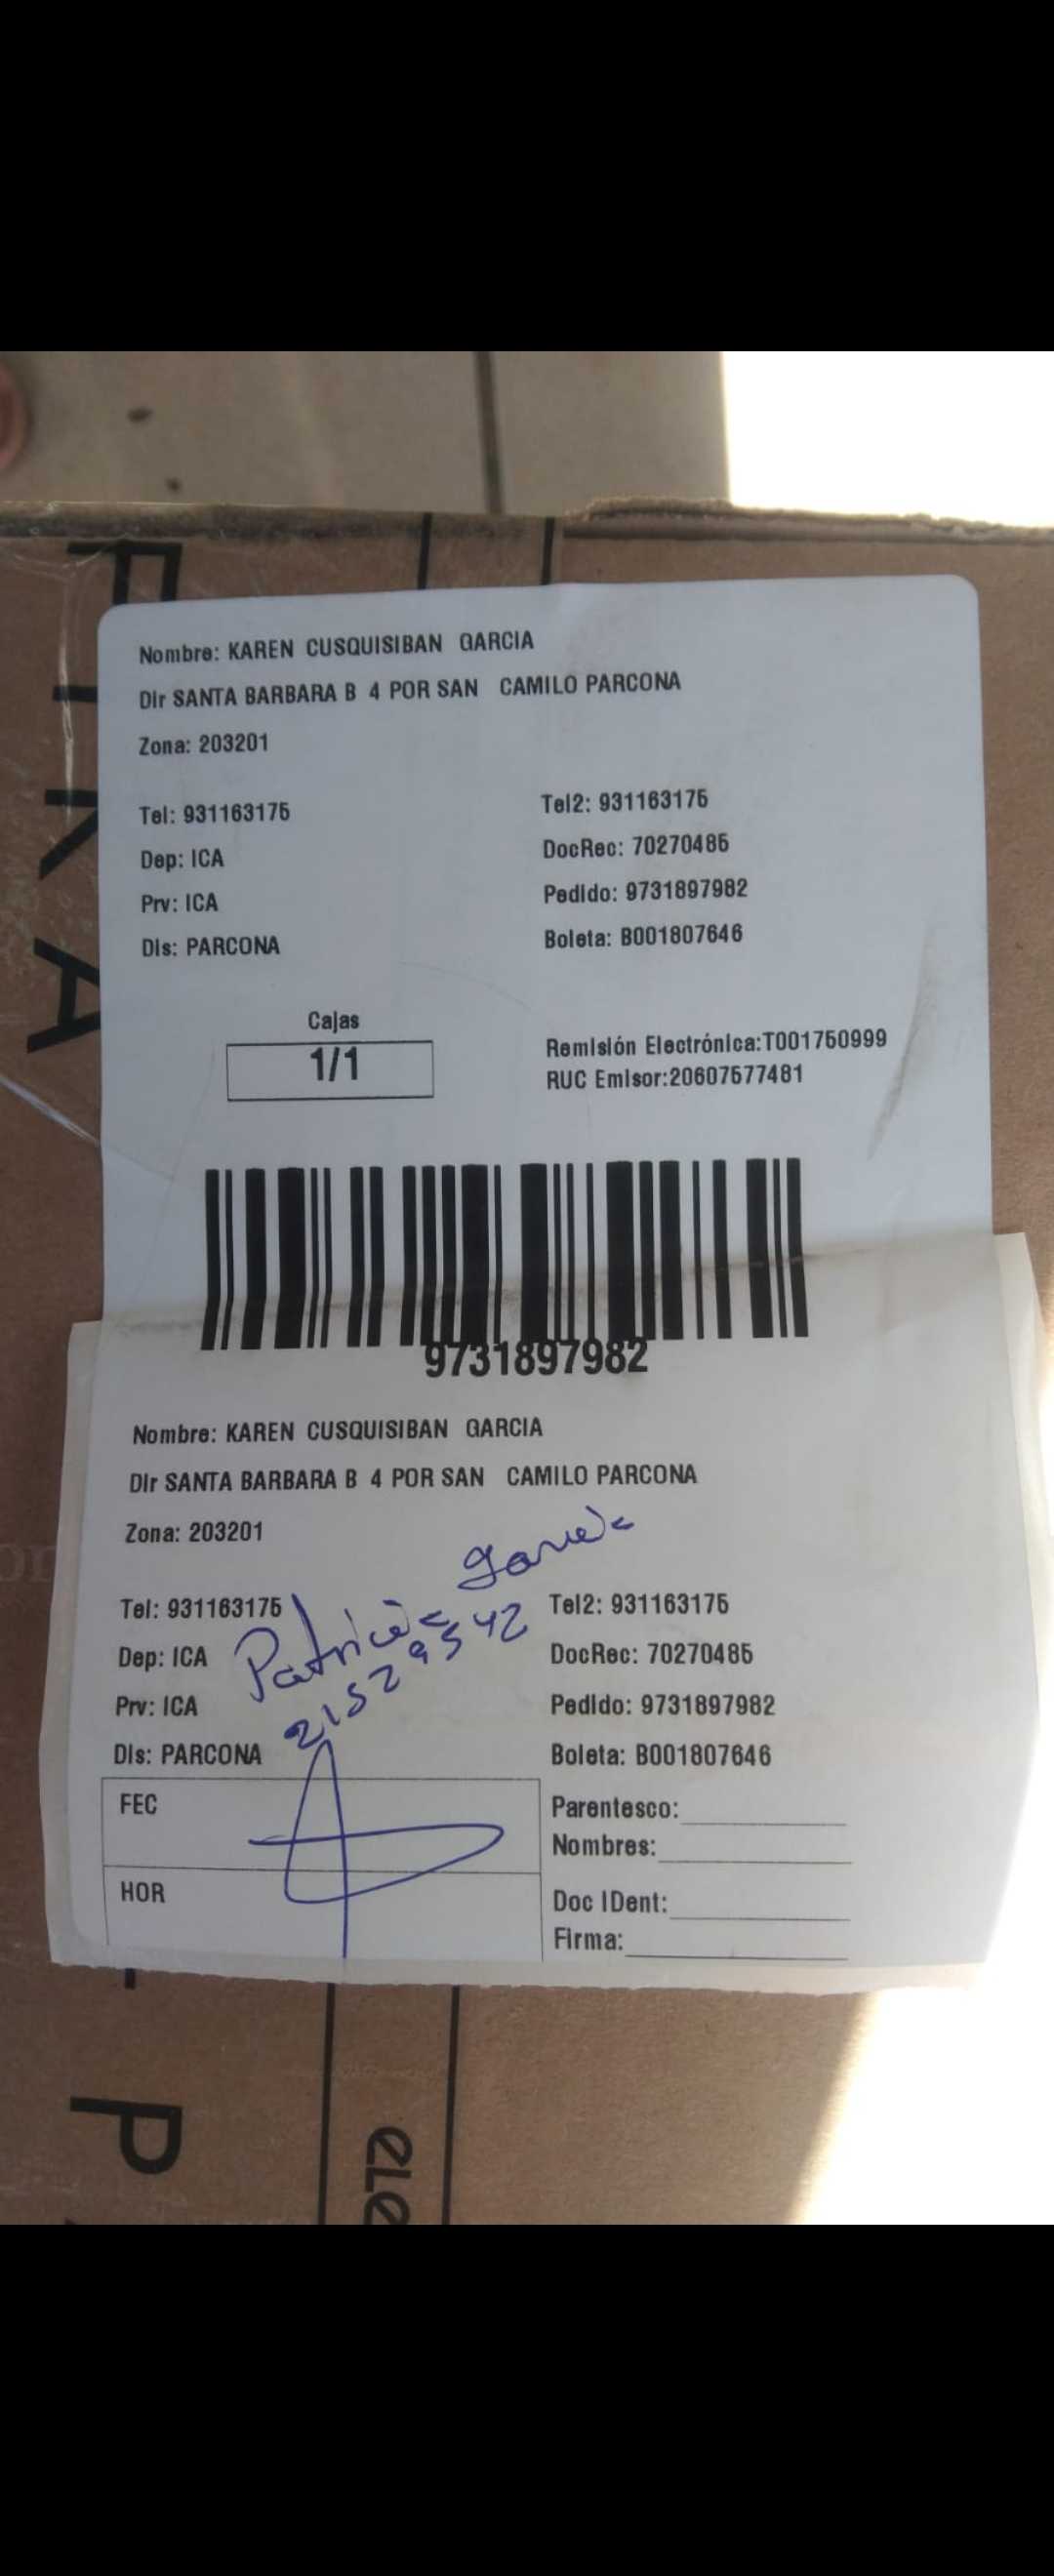 Nombre: KAREN CUSQUISIBAN GARCIA
Dir SANTA BARBARA B 4 POR SAN CAMILO PARCONA
Zona: 203201
Tel: 931163175
Tel2: 931163175
Dep: ICA
DocRec: 70270485
Prv: ICA
Pedido: 9731897982
Dis: PARCONA
Boleta: B001807646
Cajas
1/1
Remisión Electrónica:T001750999
RUC Emisor:20607577481
9731897982
Nombre: KAREN CUSQUISIBAN GARCIA
Dir SANTA BARBARA B 4 POR SAN CAMILO PARCONA
Zona: 203201
Patricia Garcia
21529542
Tel: 931163175
Tel2: 931163175
Dep: ICA
DocRec: 70270485
Prv: ICA
Pedido: 9731897982
Dis: PARCONA
Boleta: B001807646
FEC
Parentesco:
Nombres:
HOR
Doc IDent:
Firma:
P
ele